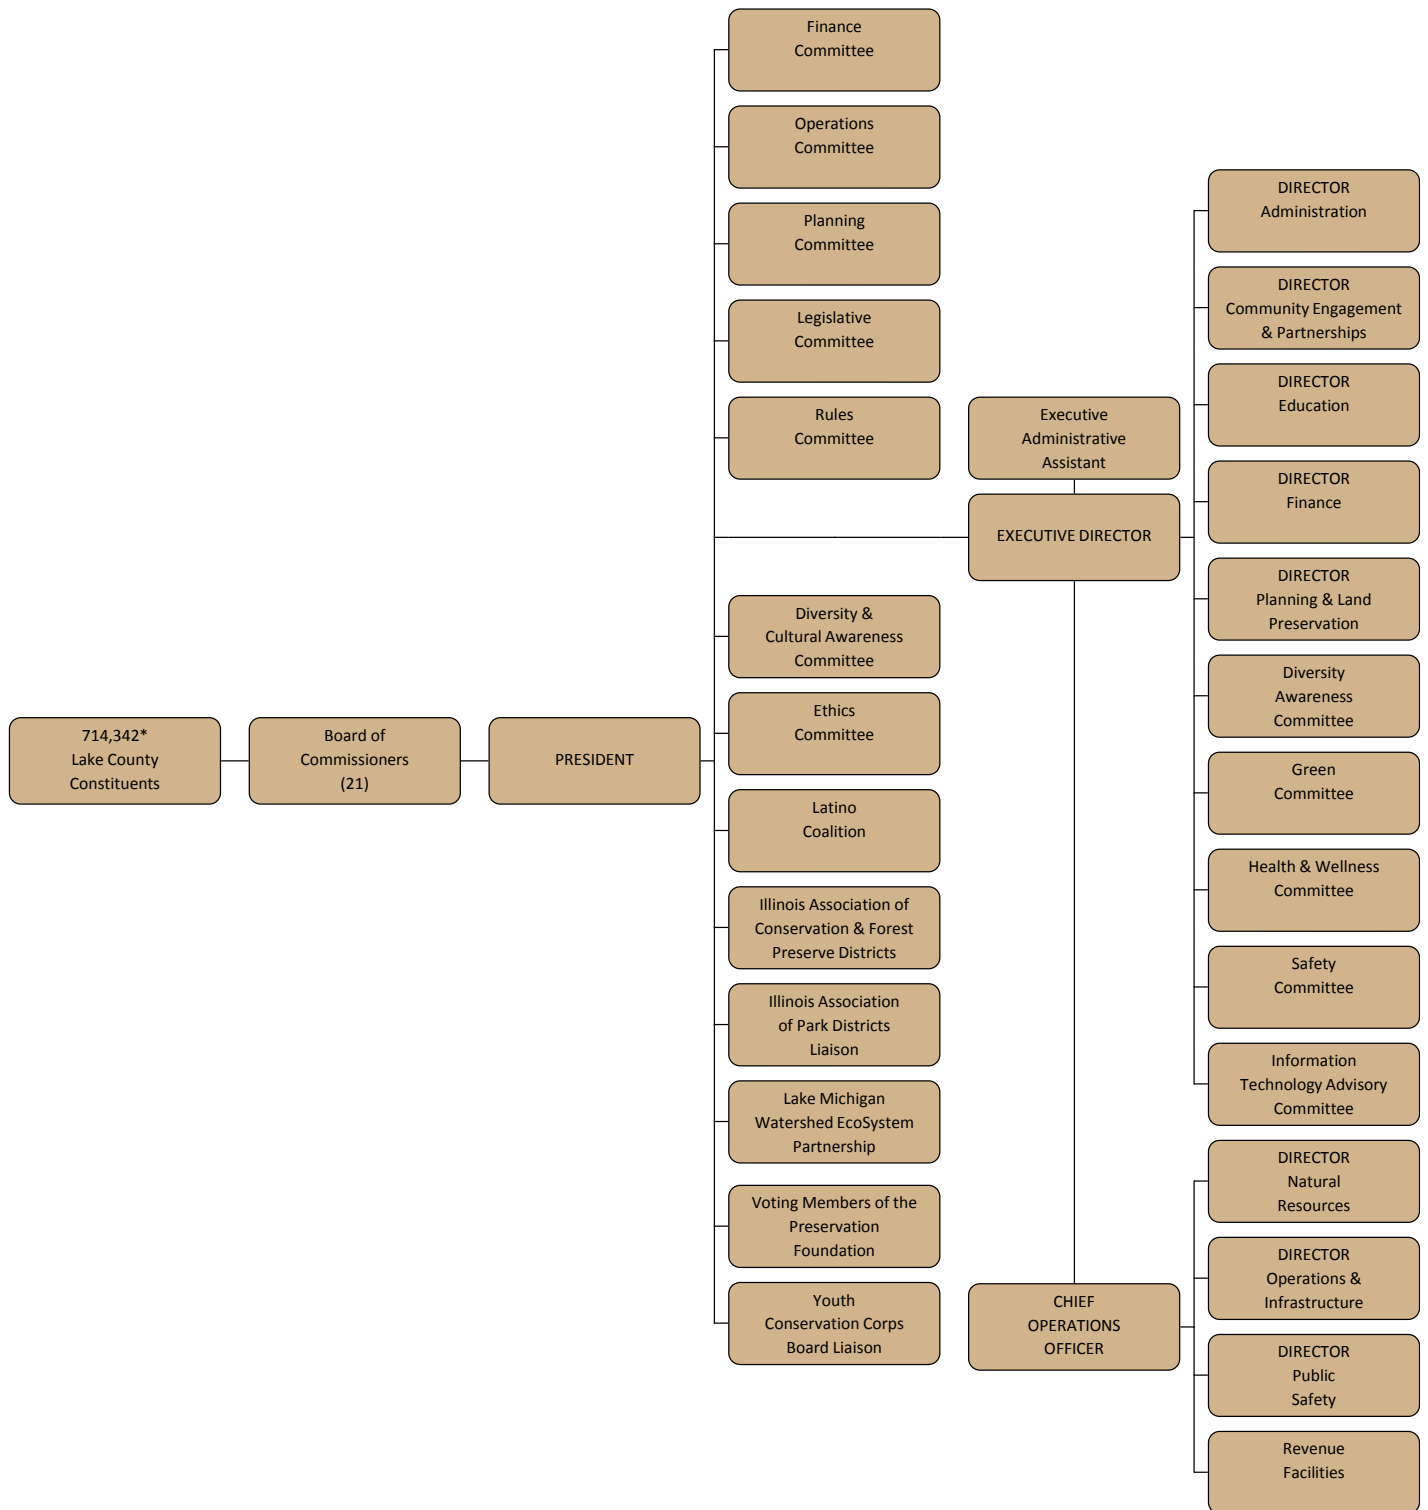 714,342*
Lake County
Constituents
Board of
Commissioners
(21)
PRESIDENT
Finance
Committee
Operations
Committee
Planning
Committee
Legislative
Committee
Rules
Committee
Diversity &
Cultural Awareness
Committee
Ethics
Committee
Latino
Coalition
Illinois Association of
Conservation & Forest
Preserve Districts
Illinois Association
of Park Districts
Liaison
Lake Michigan
Watershed EcoSystem
Partnership
Voting Members of the
Preservation
Foundation
Youth
Conservation Corps
Board Liaison
Executive
Administrative
Assistant
EXECUTIVE DIRECTOR
CHIEF
OPERATIONS
OFFICER
DIRECTOR
Administration
DIRECTOR
Community Engagement
& Partnerships
DIRECTOR
Education
DIRECTOR
Finance
DIRECTOR
Planning & Land
Preservation
Diversity
Awareness
Committee
Green
Committee
Health & Wellness
Committee
Safety
Committee
Information
Technology Advisory
Committee
DIRECTOR
Natural
Resources
DIRECTOR
Operations &
Infrastructure
DIRECTOR
Public
Safety
Revenue
Facilities